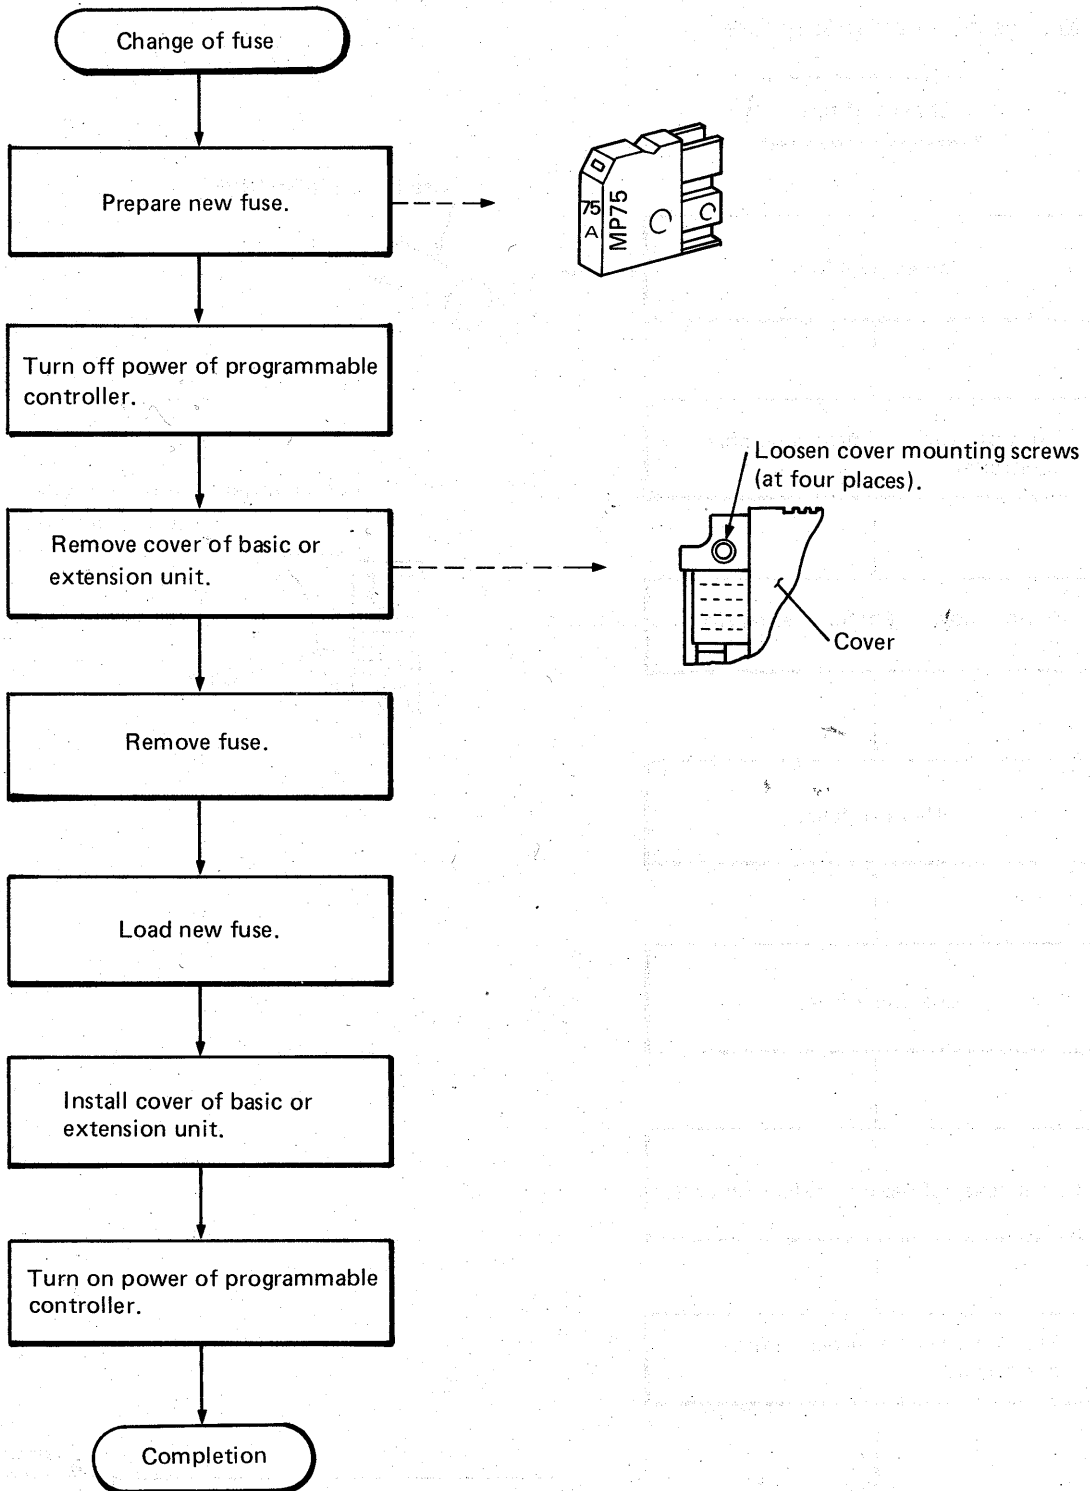 Change of fuse
Prepare new fuse.
75
A
MP75
Turn off power of programmable
controller.
Loosen cover mounting screws
(at four places).
Remove cover of basic or
extension unit.
Cover
Remove fuse.
Load new fuse.
Install cover of basic or
extension unit.
Turn on power of programmable
controller.
Completion